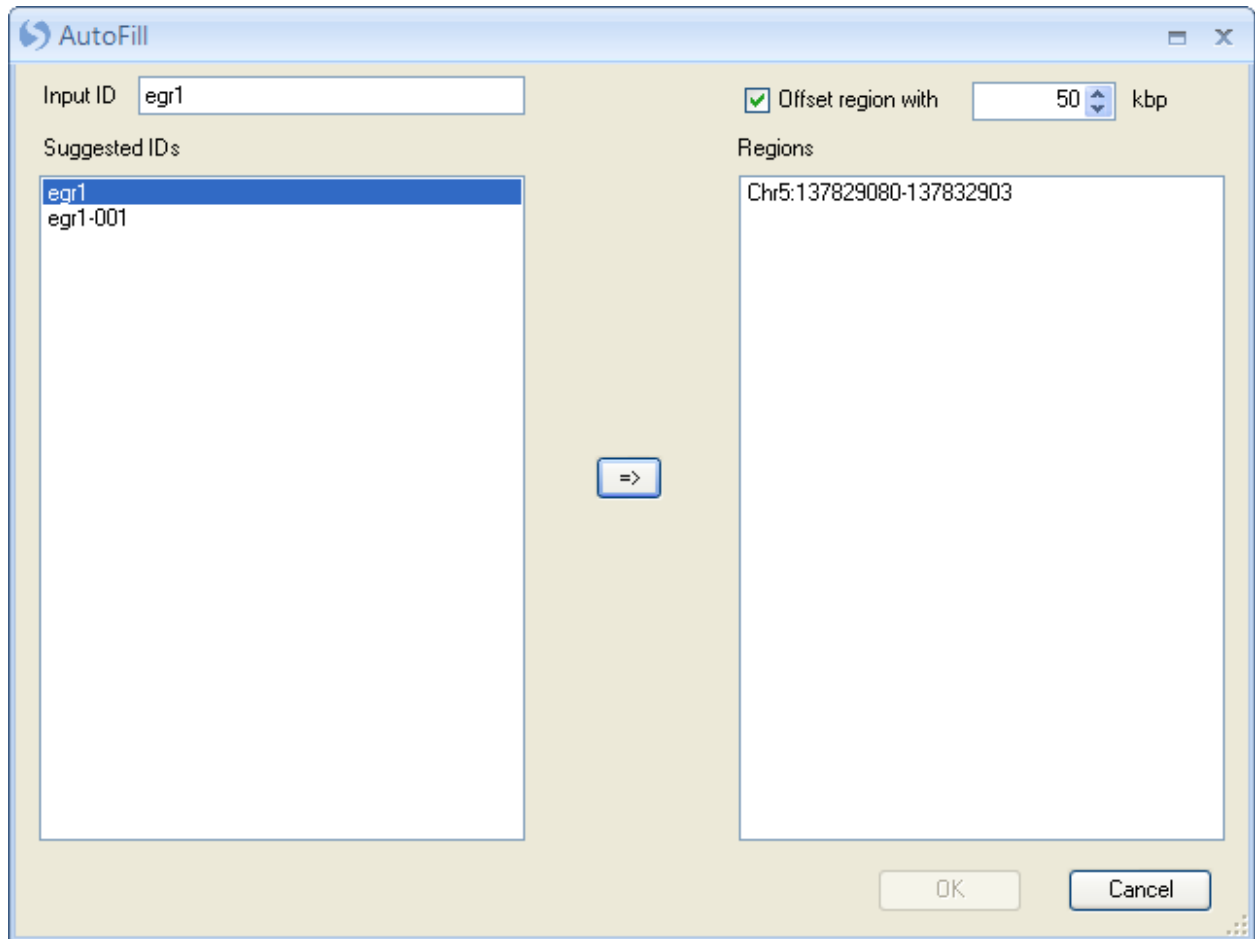 AutoFill
Input ID egr1
Offset region with 50 kbp
Suggested IDs
Regions
egr1
egr1-001
Chr5:137829080-137832903
=>
OK
Cancel